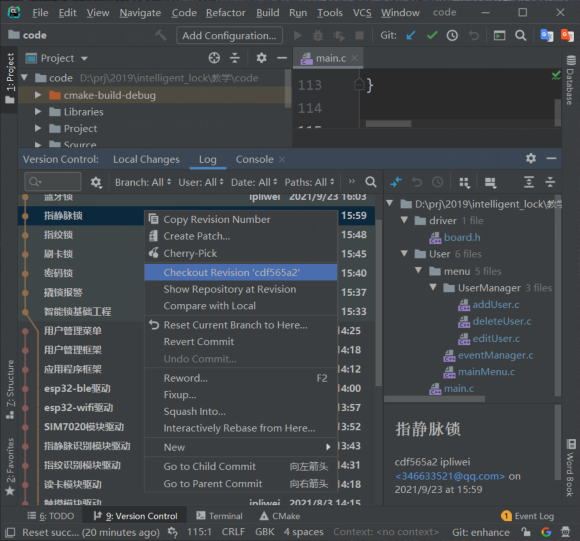 File Edit View Navigate Code Refactor Build Run Tools VCS Window code
code Add Configuration... Git:
1: Project
Project
code D:\prj\2019\intelligent_lock\教学\code
cmake-build-debug
Libraries
Project
Source
main.c
113 }
114
115
Database
Version Control: Local Changes Log Console
Branch: All User: All Date: All Paths: All
蓝牙锁 ipliwei 2021/9/23 16:03
指静脉锁 15:59
指纹锁 15:48
刷卡锁 15:45
密码锁 15:40
撬锁报警 15:37
智能锁基础工程 15:33
用户管理菜单 14:25
用户管理框架 14:18
应用程序框架 14:12
esp32-ble驱动 14:00
esp32-wifi驱动 13:57
SIM7020模块驱动 13:52
指静脉识别模块驱动 13:43
指纹识别模块驱动 14:31
读卡模块驱动 14:18
触摸模块驱动 ipliwei 2021/8/3 14:15
Copy Revision Number
Create Patch...
Cherry-Pick
Checkout Revision 'cdf565a2'
Show Repository at Revision
Compare with Local
Reset Current Branch to Here...
Revert Commit
Undo Commit...
Reword... F2
Fixup...
Squash Into...
Interactively Rebase from Here...
New
Go to Child Commit 向左箭头
Go to Parent Commit 向右箭头
D:\prj\2019\intelligent_lock\教学
driver 1 file
board.h
User 6 files
menu 5 files
UserManager
addUser.c
deleteUser.c
editUser.c
eventManager.c
mainMenu.c
main.c
指静脉锁
cdf565a2 ipliwei
<346633521@qq.com> on
2021/9/23 at 15:59
Z: Structure
2: Favorites
Word Book
6: TODO 9: Version Control Terminal CMake 1 Event Log
Reset succ... (20 minutes ago) 115:1 CRLF GBK 4 spaces Context: <no context> Git: enhance